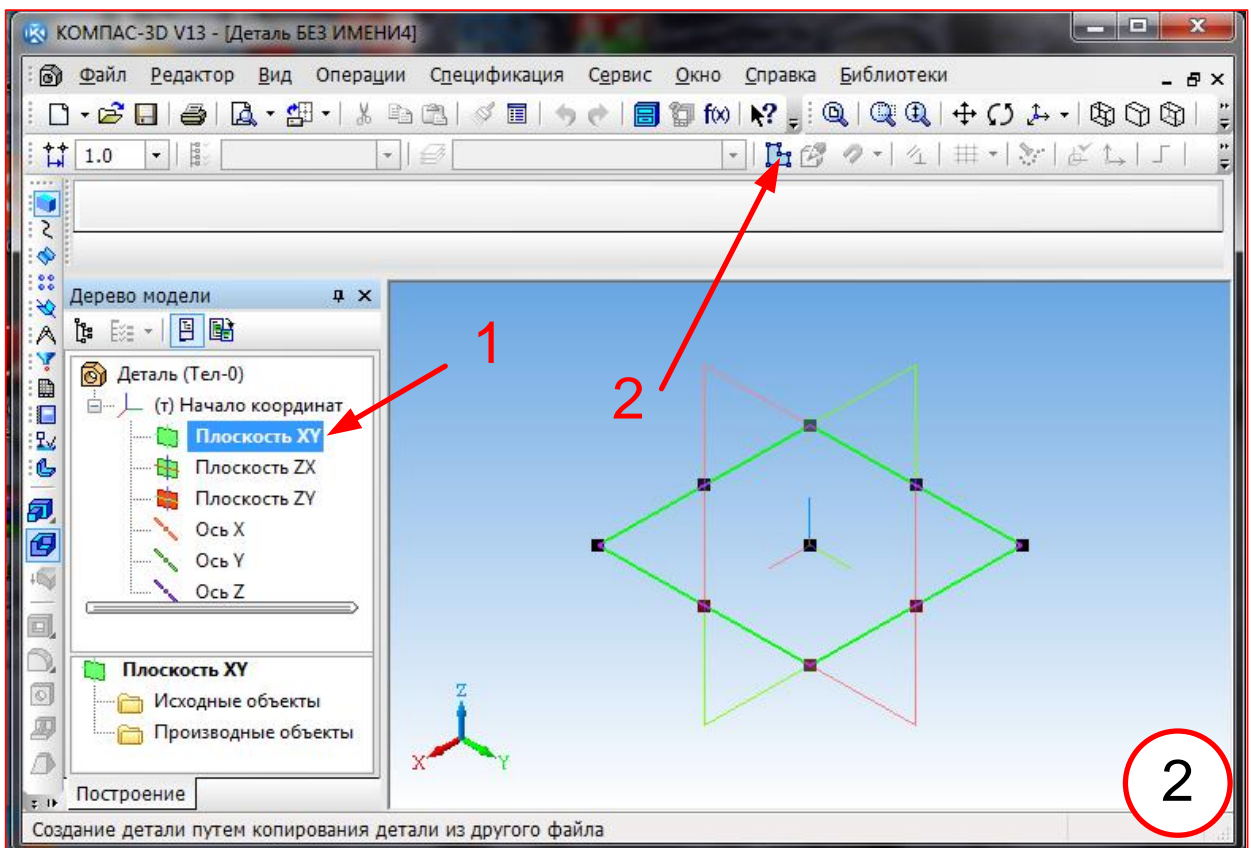 КОМПАС-3D V13 - [Деталь БЕЗ ИМЕНИ4]
Файл Редактор Вид Операции Спецификация Сервис Окно Справка Библиотеки
f(x)
1.0
Дерево модели
1
2
Деталь (Тел-0)
(т) Начало координат
Плоскость XY
Плоскость ZX
Плоскость ZY
Ось X
Ось Y
Ось Z
Плоскость XY
Исходные объекты
Производные объекты
Z
X
Y
2
Построение
Создание детали путем копирования детали из другого файла